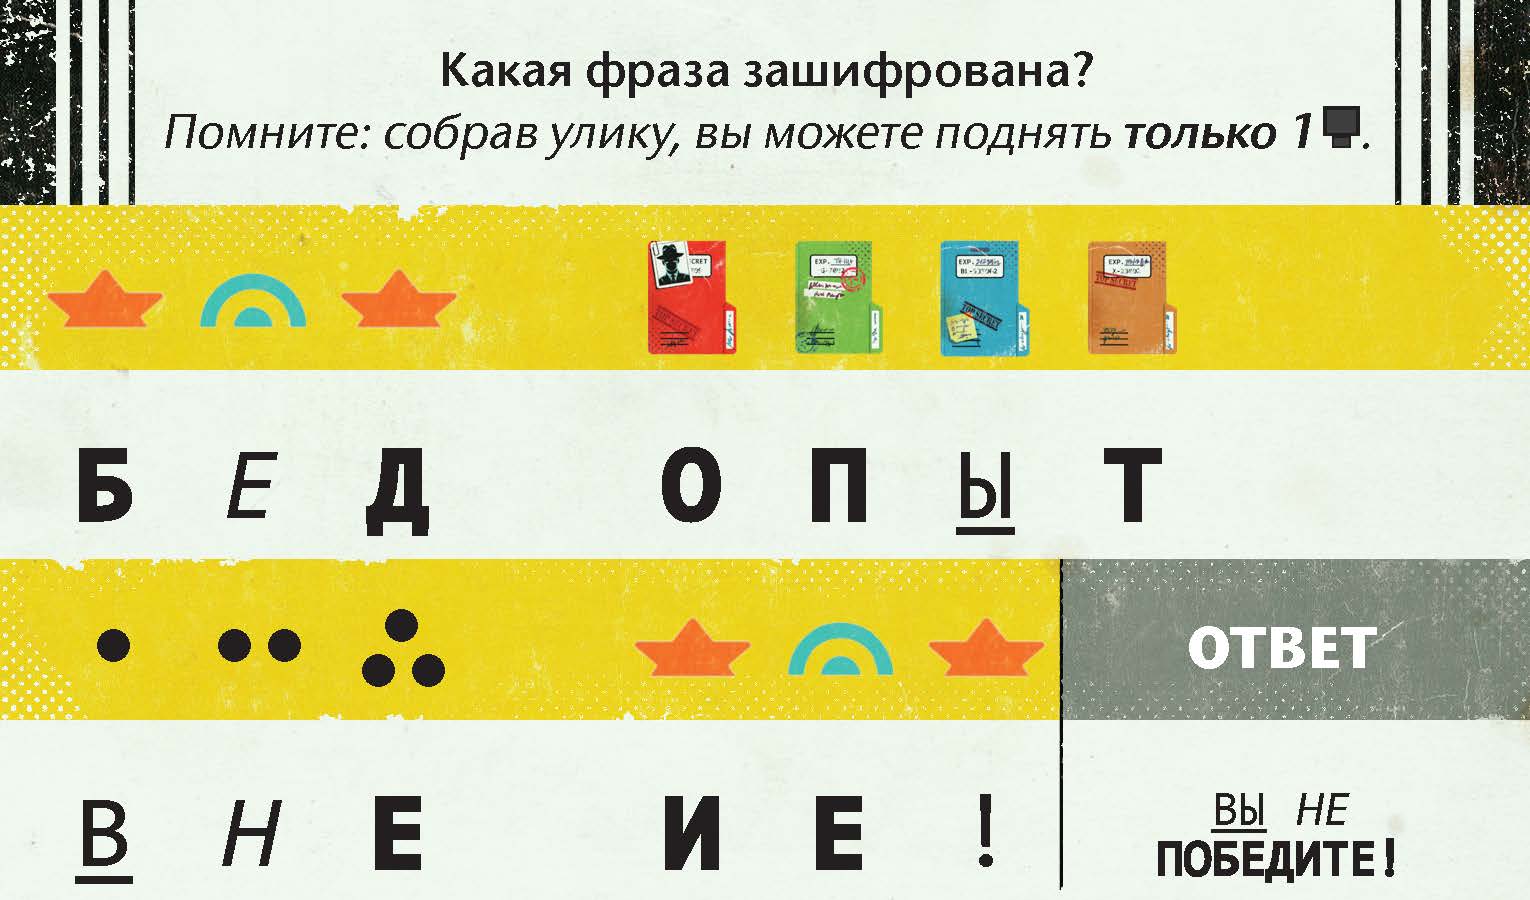 Какая фраза зашифрована?
Помните: собрав улику, вы можете поднять только 1 .
Б Е Д О П Ы Т
ОТВЕТ
В Н Е И Е !
ВЫ НЕ
ПОБЕДИТЕ!